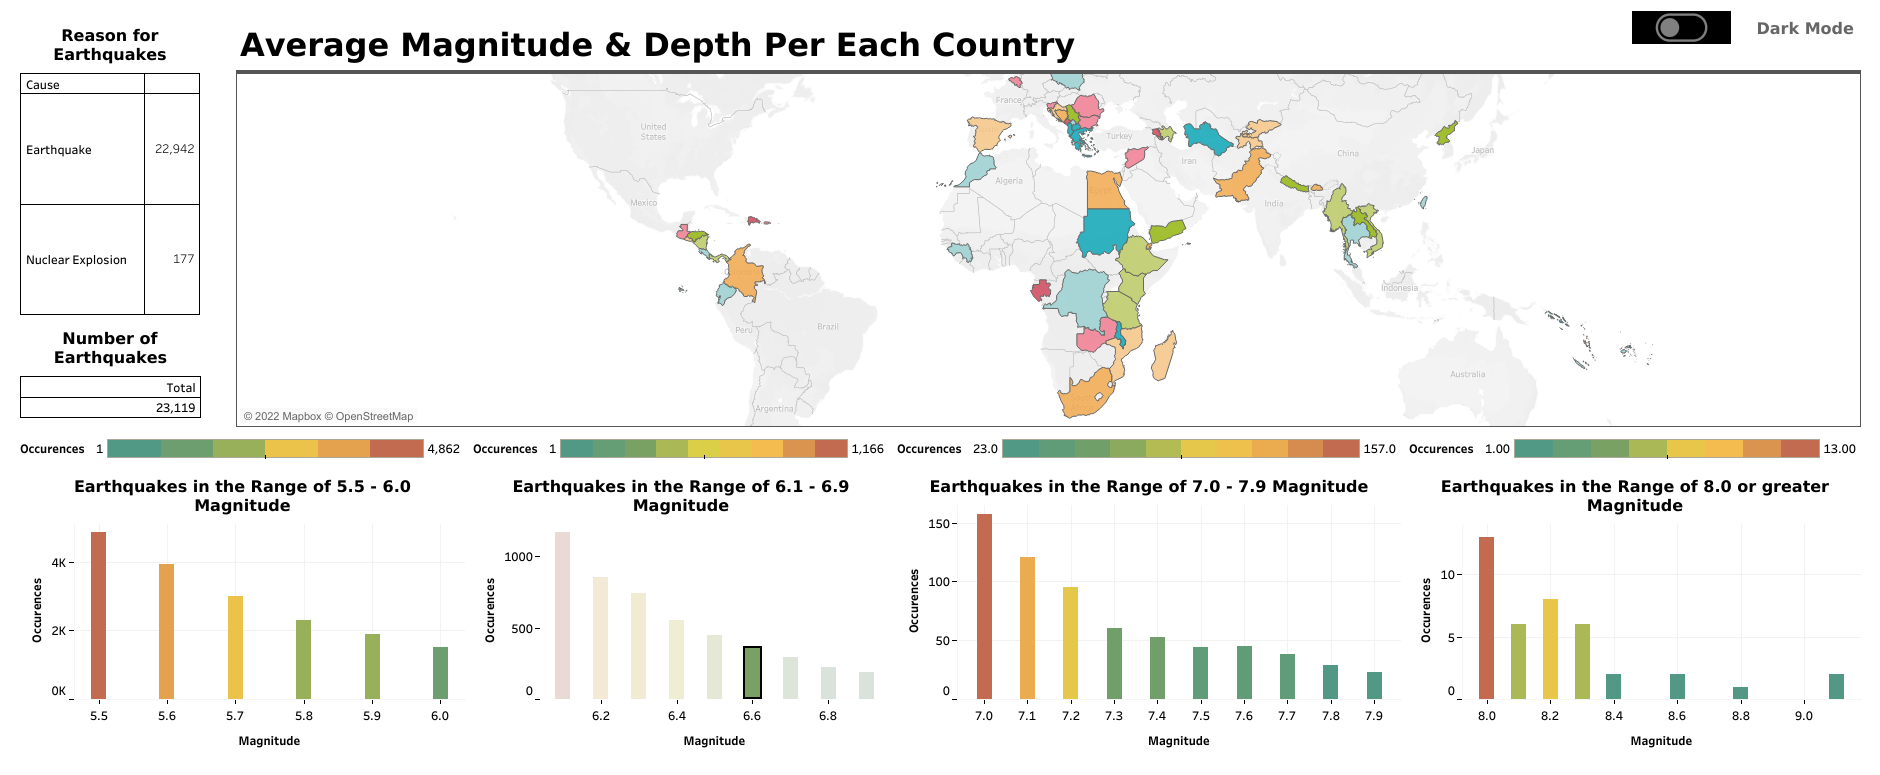 Reason for
Earthquakes
Cause
Earthquake 22,942
Nuclear Explosion 177
Number of
Earthquakes
Total
23,119
Average Magnitude & Depth Per Each Country
Dark Mode
France
United
States
Turkey
China
Japan
Iran
Algeria
Mexico
India
Indonesia
Brazil
Peru
Australia
Argentina
© 2022 Mapbox © OpenStreetMap
Occurences 1 4,862
Occurences 1 1,166
Occurences 23.0 157.0
Occurences 1.00 13.00
Earthquakes in the Range of 5.5 - 6.0
Magnitude
Occurences
4K
2K
0K
5.5 5.6 5.7 5.8 5.9 6.0
Magnitude
Earthquakes in the Range of 6.1 - 6.9
Magnitude
Occurences
1000
500
0
6.2 6.4 6.6 6.8
Magnitude
Earthquakes in the Range of 7.0 - 7.9 Magnitude
Occurences
150
100
50
0
7.0 7.1 7.2 7.3 7.4 7.5 7.6 7.7 7.8 7.9
Magnitude
Earthquakes in the Range of 8.0 or greater
Magnitude
Occurences
10
5
0
8.0 8.2 8.4 8.6 8.8 9.0
Magnitude